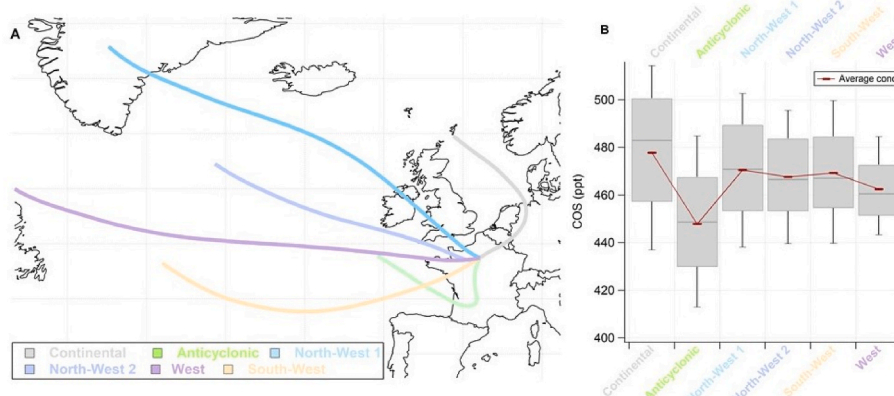 A
Continental Anticyclonic North-West 1
North-West 2 West South-West
B
Continental
Anticyclonic
North-West 1
North-West 2
South-West
West
Average conc
500
480
460
440
420
400
COS (ppt)
Continental
Anticyclonic
North-West 1
North-West 2
South-West
West